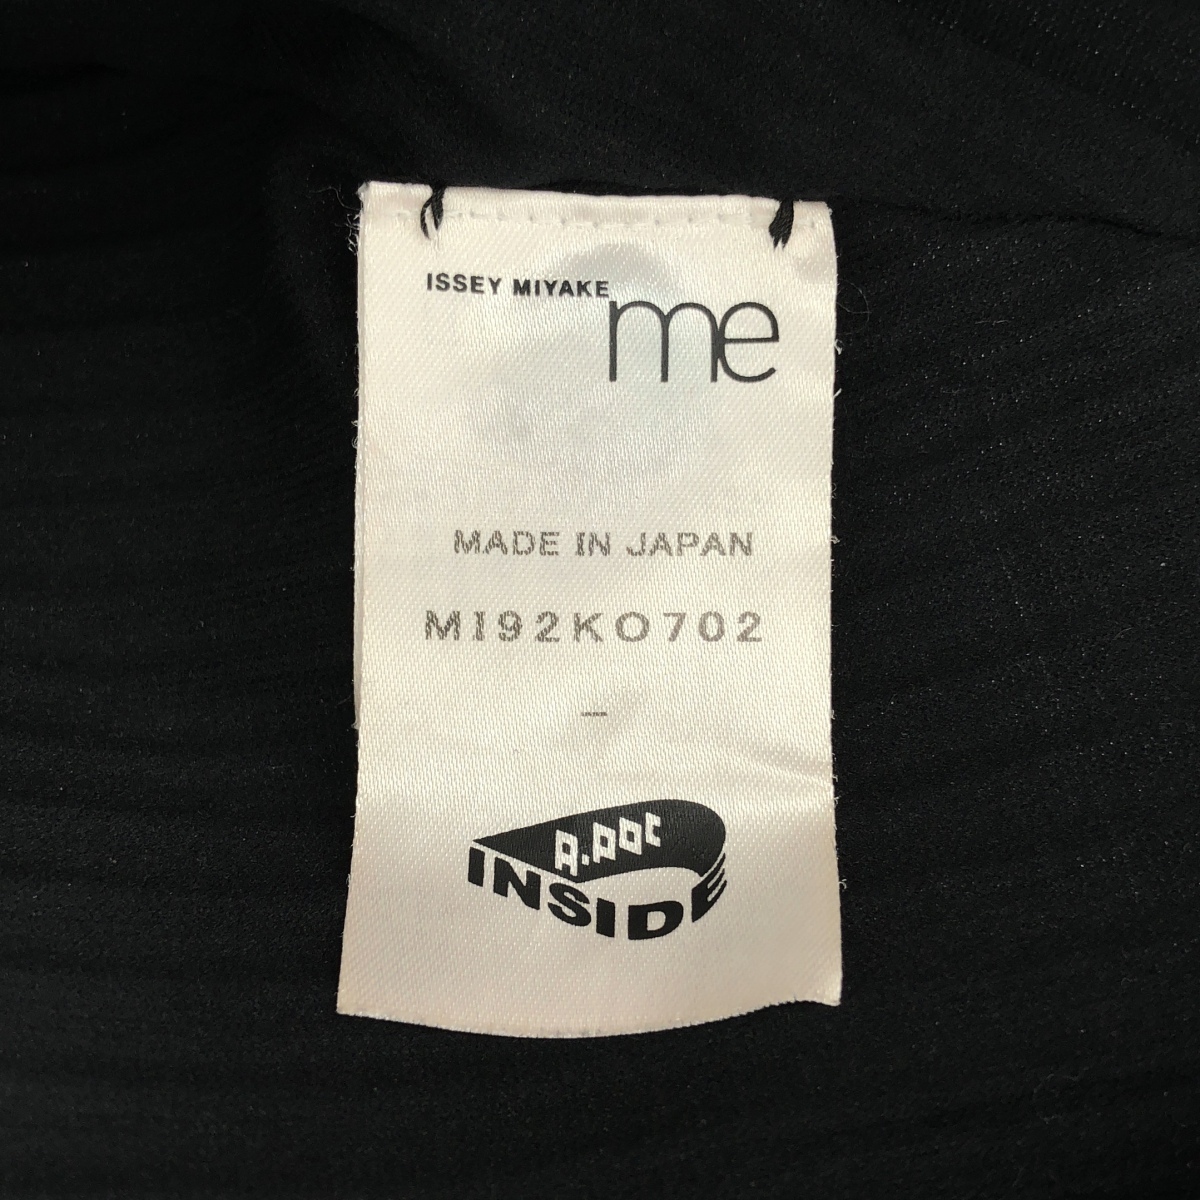 ISSEY MIYAKE
me
MADE IN JAPAN
MI92KO702
-
A.POC
INSIDE